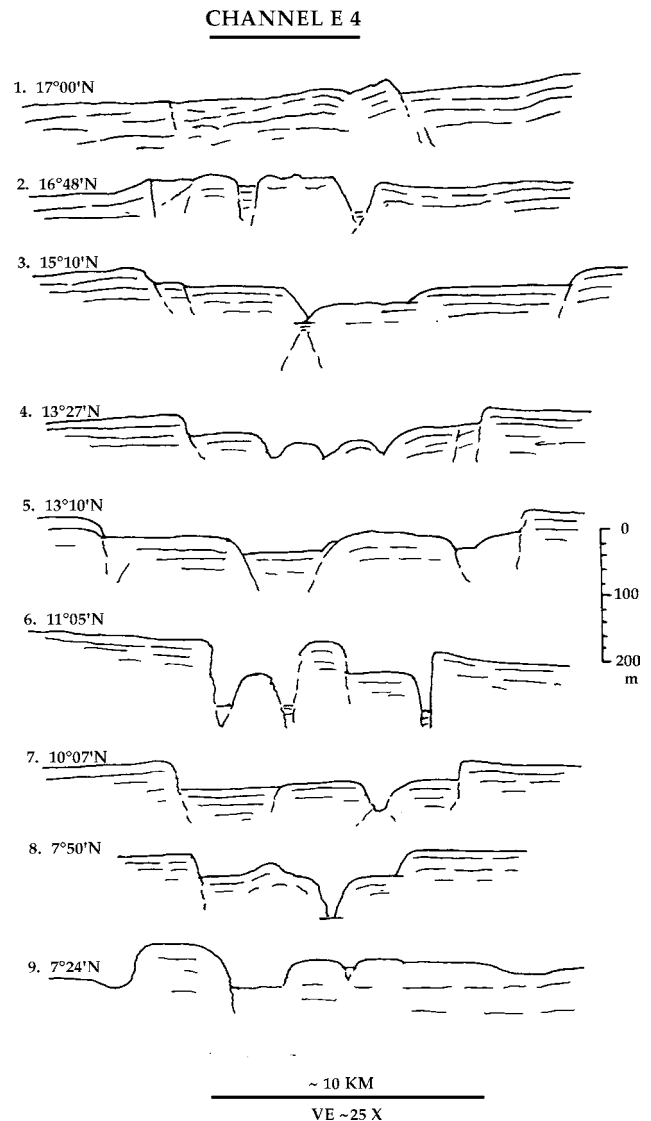 CHANNEL E 4
1. 17°00'N
2. 16°48'N
3. 15°10'N
4. 13°27'N
5. 13°10'N
0
100
6. 11°05'N
200
m
7. 10°07'N
8. 7°50'N
9. 7°24'N
~ 10 KM
VE ~25 X